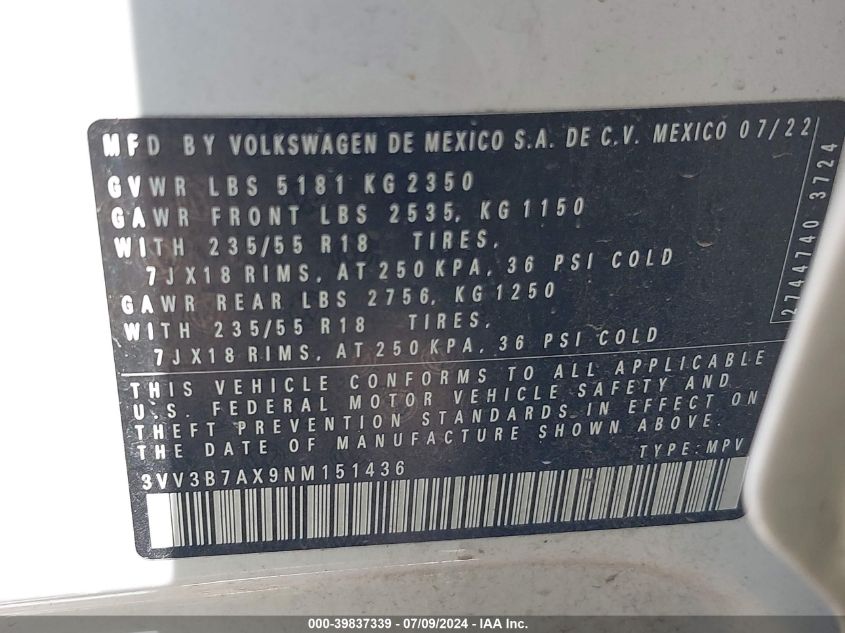 MFD BY VOLKSWAGEN DE MEXICO S.A. DE C.V. MEXICO 07/22
GVWR LBS 5181 KG 2350
GAWR FRONT LBS 2535, KG 1150
WITH 235/55 R18 TIRES,
7JX18 RIMS, AT 250 KPA, 36 PSI COLD
GAWR REAR LBS 2756, KG 1250
WITH 235/55 R18 TIRES,
7JX18 RIMS, AT 250 KPA, 36 PSI COLD
2744740 3724
THIS VEHICLE CONFORMS TO ALL APPLICABLE
U.S. FEDERAL MOTOR VEHICLE SAFETY AND
THEFT PREVENTION STANDARDS IN EFFECT ON
THE DATE OF MANUFACTURE SHOWN ABOVE.
TYPE: MPV
3VV3B7AX9NM151436
000-39837339 / 07/09/2024 - IAA Inc.